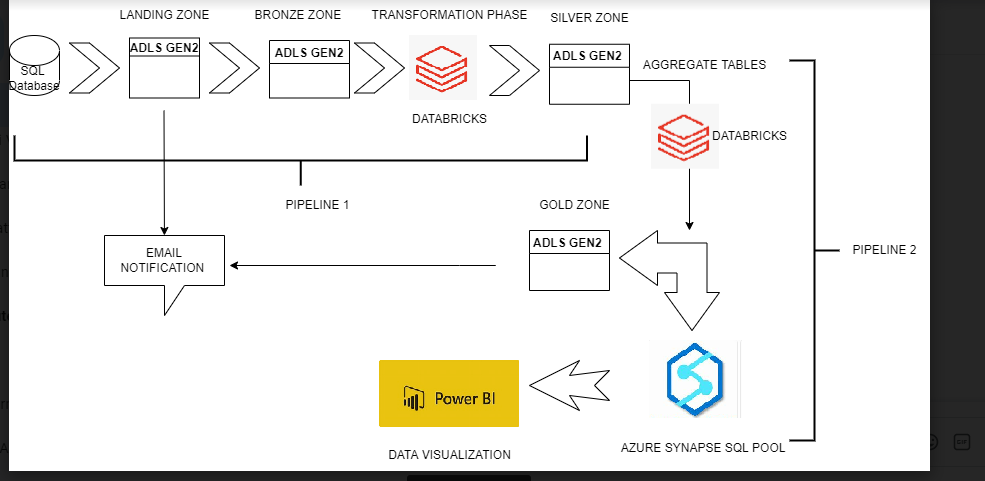 LANDING ZONE
BRONZE ZONE
TRANSFORMATION PHASE
SILVER ZONE
SQL
Database
ADLS GEN2
ADLS GEN2
ADLS GEN2
AGGREGATE TABLES
DATABRICKS
DATABRICKS
PIPELINE 1
GOLD ZONE
ADLS GEN2
EMAIL
NOTIFICATION
PIPELINE 2
Power BI
DATA VISUALIZATION
AZURE SYNAPSE SQL POOL